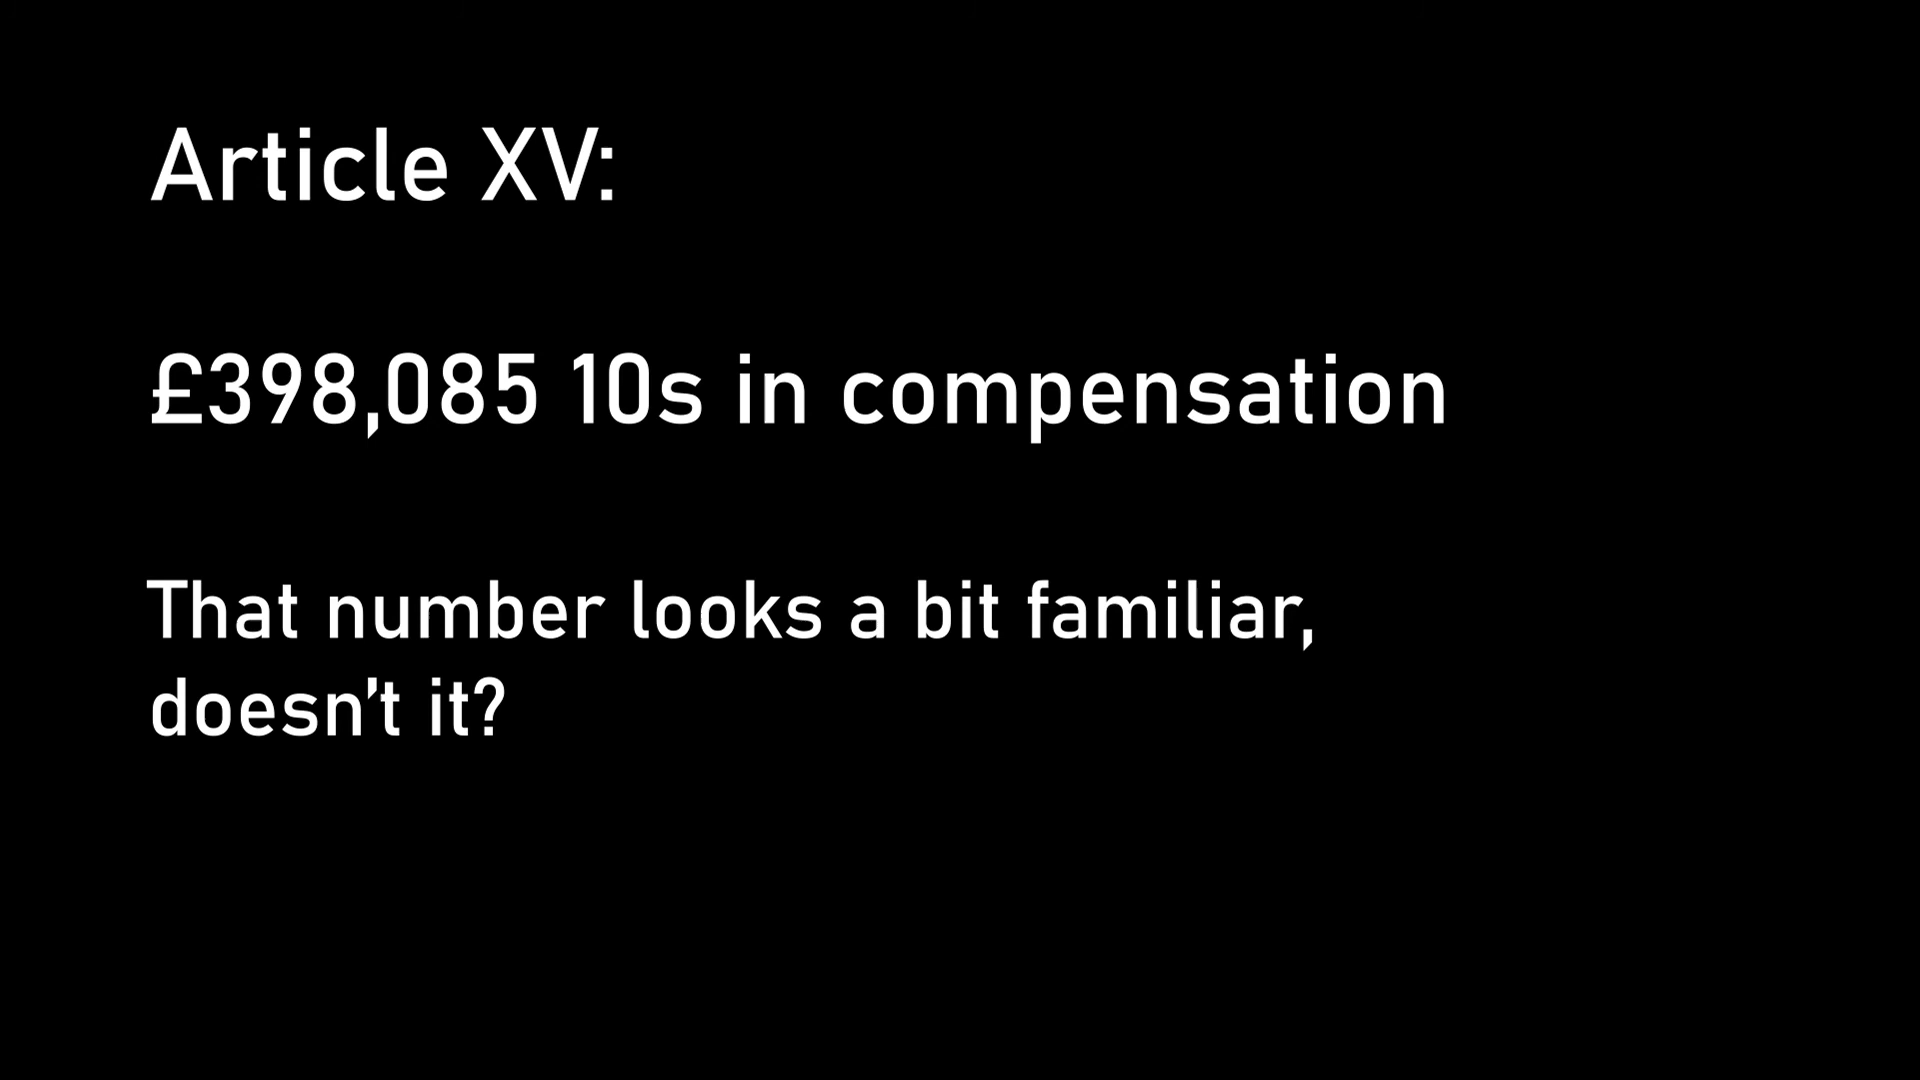 Article XV:
£398,085 10s in compensation
That number looks a bit familiar,
doesn't it?